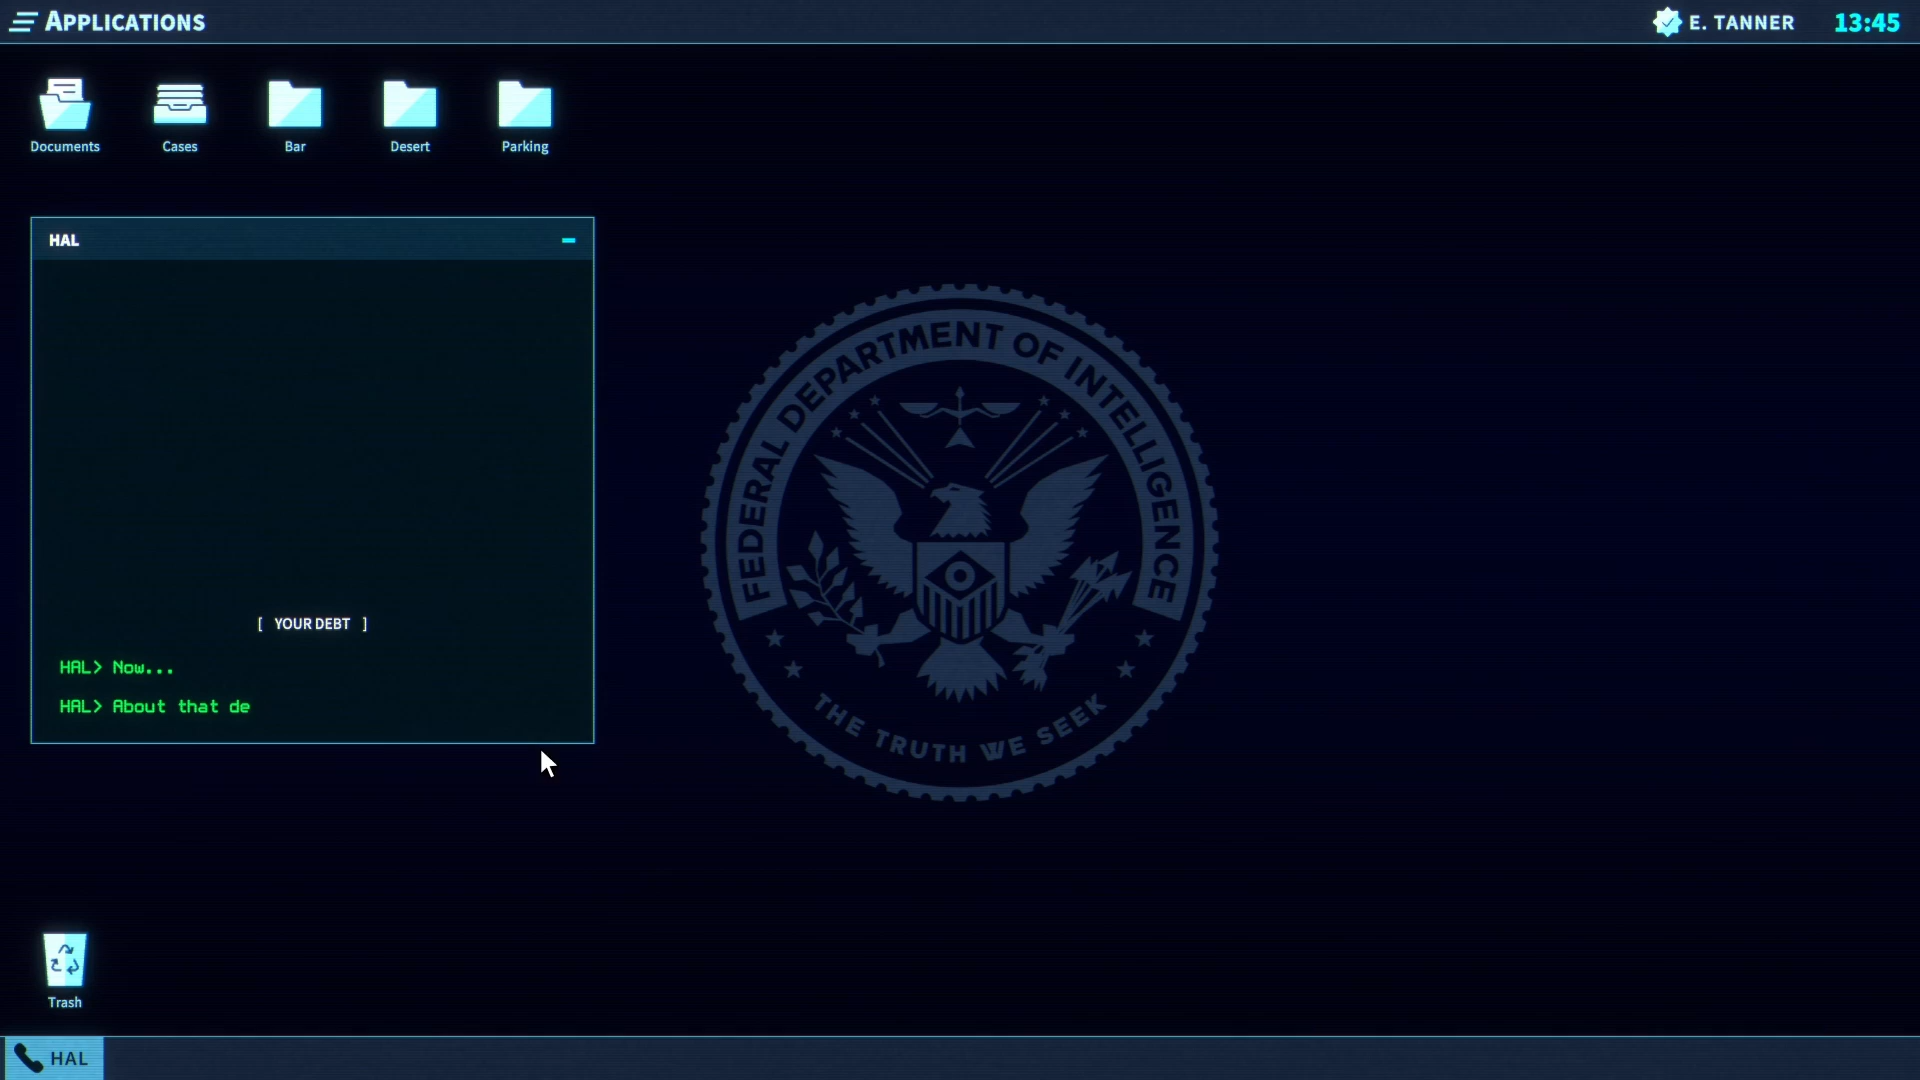 APPLICATIONS
E. TANNER
13:45
Documents
Cases
Bar
Desert
Parking
HAL
[ YOUR DEBT ]
HAL> Now...
HAL> About that de
FEDERAL DEPARTMENT OF INTELLIGENCE
THE TRUTH WE SEEK
Trash
HAL